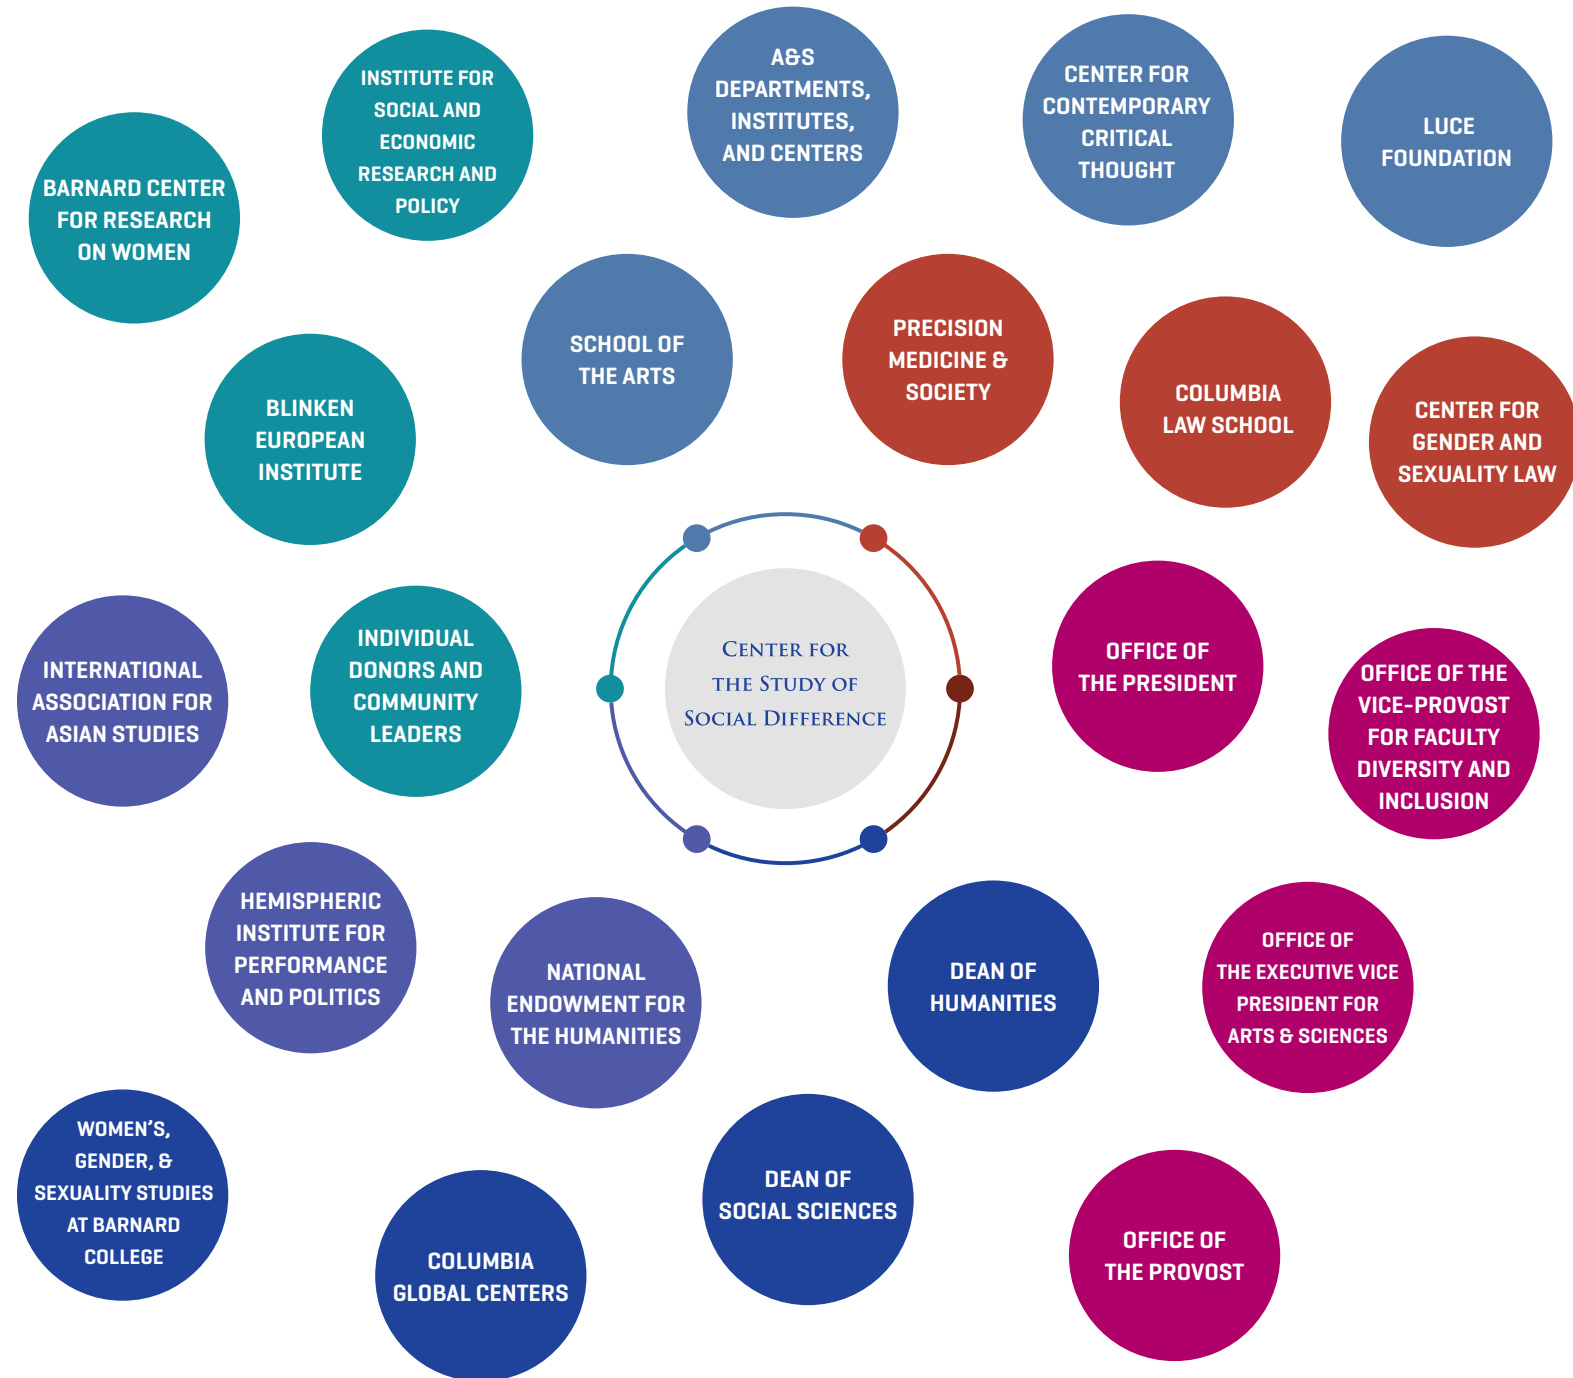 INSTITUTE FOR
SOCIAL AND
ECONOMIC
RESEARCH AND
POLICY
A&S
DEPARTMENTS,
INSTITUTES,
AND CENTERS
CENTER FOR
CONTEMPORARY
CRITICAL
THOUGHT
LUCE
FOUNDATION
BARNARD CENTER
FOR RESEARCH
ON WOMEN
SCHOOL OF
THE ARTS
PRECISION
MEDICINE &
SOCIETY
COLUMBIA
LAW SCHOOL
CENTER FOR
GENDER AND
SEXUALITY LAW
BLINKEN
EUROPEAN
INSTITUTE
INTERNATIONAL
ASSOCIATION FOR
ASIAN STUDIES
INDIVIDUAL
DONORS AND
COMMUNITY
LEADERS
CENTER FOR
THE STUDY OF
SOCIAL DIFFERENCE
OFFICE OF
THE PRESIDENT
OFFICE OF THE
VICE-PROVOST
FOR FACULTY
DIVERSITY AND
INCLUSION
HEMISPHERIC
INSTITUTE FOR
PERFORMANCE
AND POLITICS
NATIONAL
ENDOWMENT FOR
THE HUMANITIES
DEAN OF
HUMANITIES
OFFICE OF
THE EXECUTIVE VICE
PRESIDENT FOR
ARTS & SCIENCES
WOMEN'S,
GENDER, &
SEXUALITY STUDIES
AT BARNARD
COLLEGE
COLUMBIA
GLOBAL CENTERS
DEAN OF
SOCIAL SCIENCES
OFFICE OF
THE PROVOST